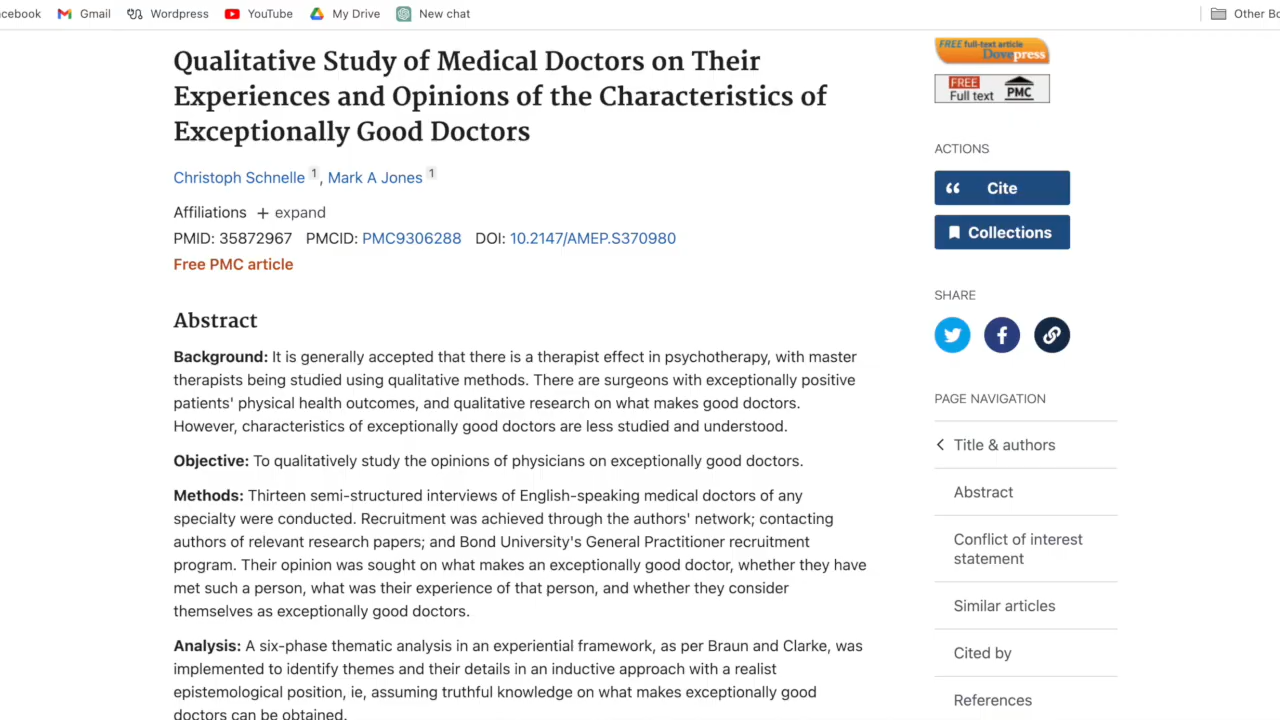 cebook Gmail Wordpress YouTube My Drive New chat Other Bo
Qualitative Study of Medical Doctors on Their
Experiences and Opinions of the Characteristics of
Exceptionally Good Doctors
Christoph Schnelle 1 , Mark A Jones 1
Affiliations + expand
PMID: 35872967 PMCID: PMC9306288 DOI: 10.2147/AMEP.S370980
Free PMC article
Abstract
Background: It is generally accepted that there is a therapist effect in psychotherapy, with master
therapists being studied using qualitative methods. There are surgeons with exceptionally positive
patients' physical health outcomes, and qualitative research on what makes good doctors.
However, characteristics of exceptionally good doctors are less studied and understood.
Objective: To qualitatively study the opinions of physicians on exceptionally good doctors.
Methods: Thirteen semi-structured interviews of English-speaking medical doctors of any
specialty were conducted. Recruitment was achieved through the authors' network; contacting
authors of relevant research papers; and Bond University's General Practitioner recruitment
program. Their opinion was sought on what makes an exceptionally good doctor, whether they have
met such a person, what was their experience of that person, and whether they consider
themselves as exceptionally good doctors.
Analysis: A six-phase thematic analysis in an experiential framework, as per Braun and Clarke, was
implemented to identify themes and their details in an inductive approach with a realist
epistemological position, ie, assuming truthful knowledge on what makes exceptionally good
doctors can be obtained.
FREE full-text article
Dovepress
FREE
Full text PMC
ACTIONS
Cite
Collections
SHARE
PAGE NAVIGATION
Title & authors
Abstract
Conflict of interest
statement
Similar articles
Cited by
References